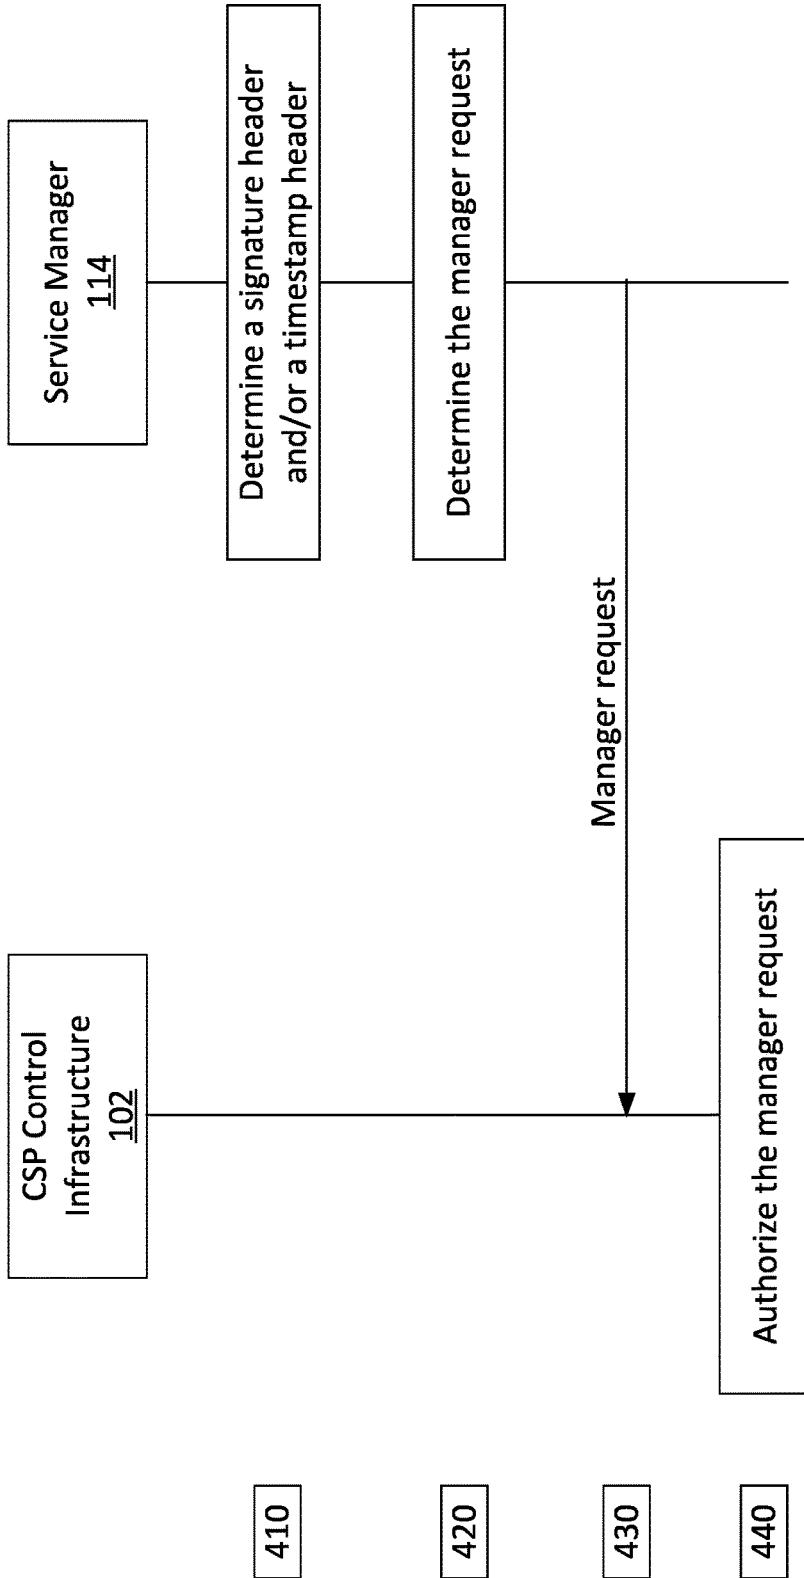 CSP Control
Infrastructure
102
Service Manager
114
410
Determine a signature header
and/or a timestamp header
420
Determine the manager request
430
Manager request
440
Authorize the manager request